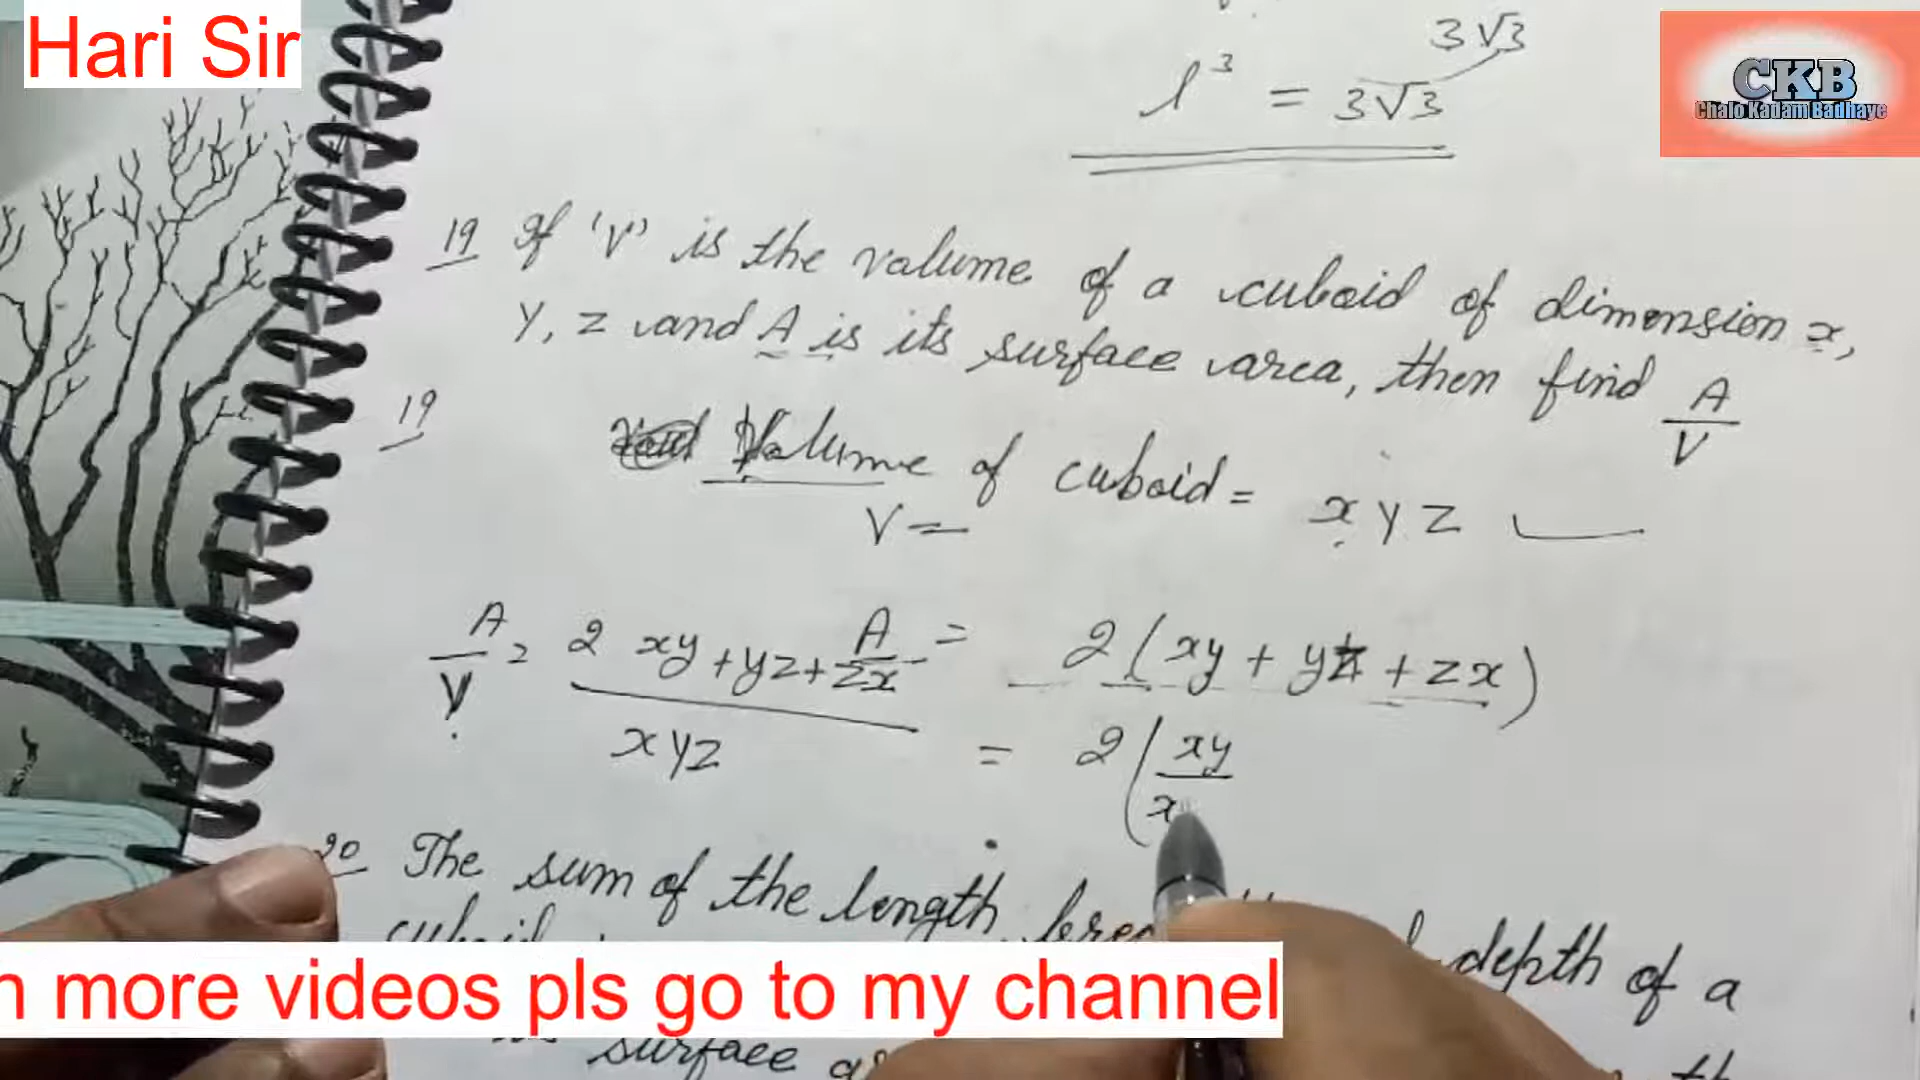 Hari Sir
CKB
Chalo Kadam Badhaye
3√3
l³ = 3√3
19 If 'V' is the volume of a cuboid of dimension x,
y, z and A is its surface area, then find A/V
19
Volume of cuboid = xyz
V =
A = 2(xy + yz + zx)
A/V = 2 xy + yz + zx / xyz = 2(xy/x
20 The sum of the length, depth of a
cuboid
more videos pls go to my channel
surface